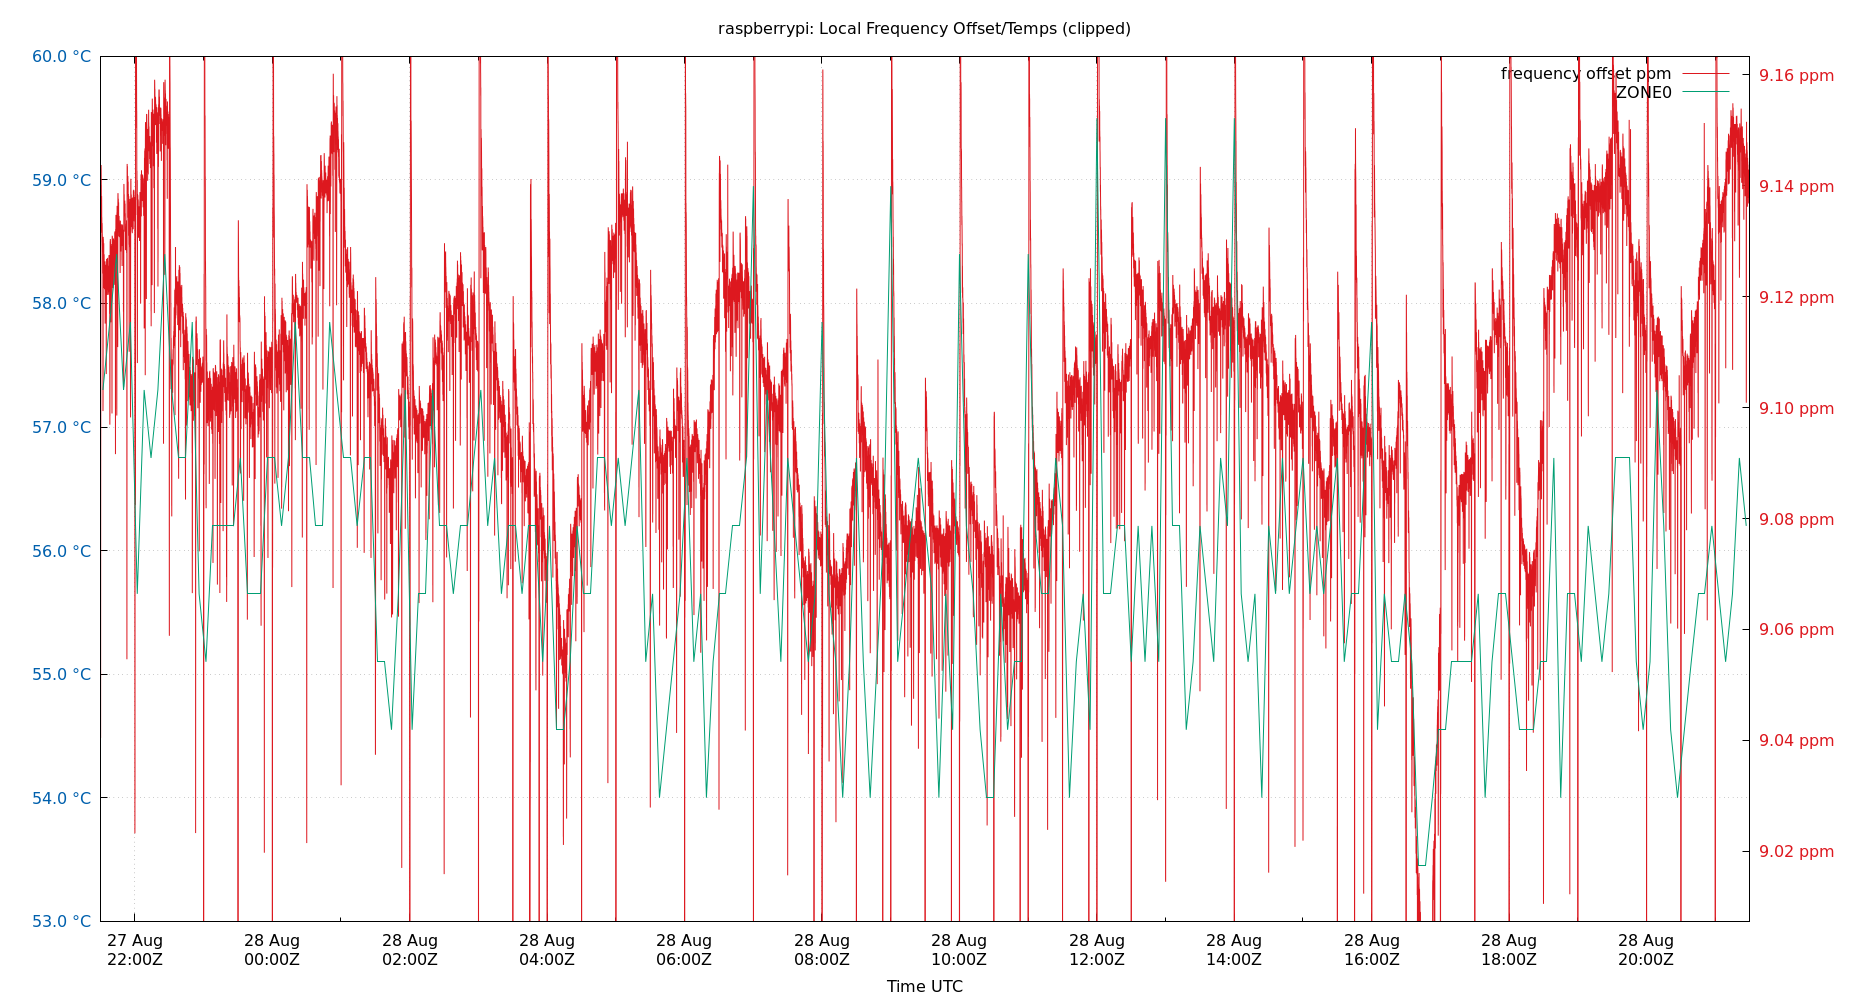 raspberrypi: Local Frequency Offset/Temps (clipped)
60.0 °C
59.0 °C
58.0 °C
57.0 °C
56.0 °C
55.0 °C
54.0 °C
53.0 °C
frequency offset ppm
ZONE0
9.16 ppm
9.14 ppm
9.12 ppm
9.10 ppm
9.08 ppm
9.06 ppm
9.04 ppm
9.02 ppm
27 Aug
22:00Z
28 Aug
00:00Z
28 Aug
02:00Z
28 Aug
04:00Z
28 Aug
06:00Z
28 Aug
08:00Z
28 Aug
10:00Z
28 Aug
12:00Z
28 Aug
14:00Z
28 Aug
16:00Z
28 Aug
18:00Z
28 Aug
20:00Z
Time UTC